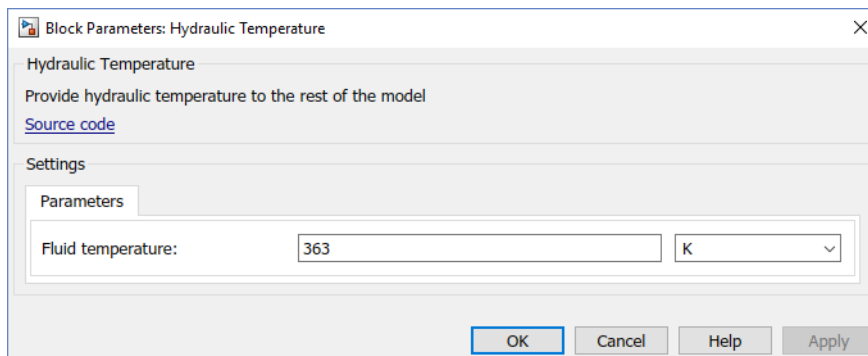 Block Parameters: Hydraulic Temperature
Hydraulic Temperature
Provide hydraulic temperature to the rest of the model
Source code
Settings
Parameters
Fluid temperature: 363 K
OK Cancel Help Apply